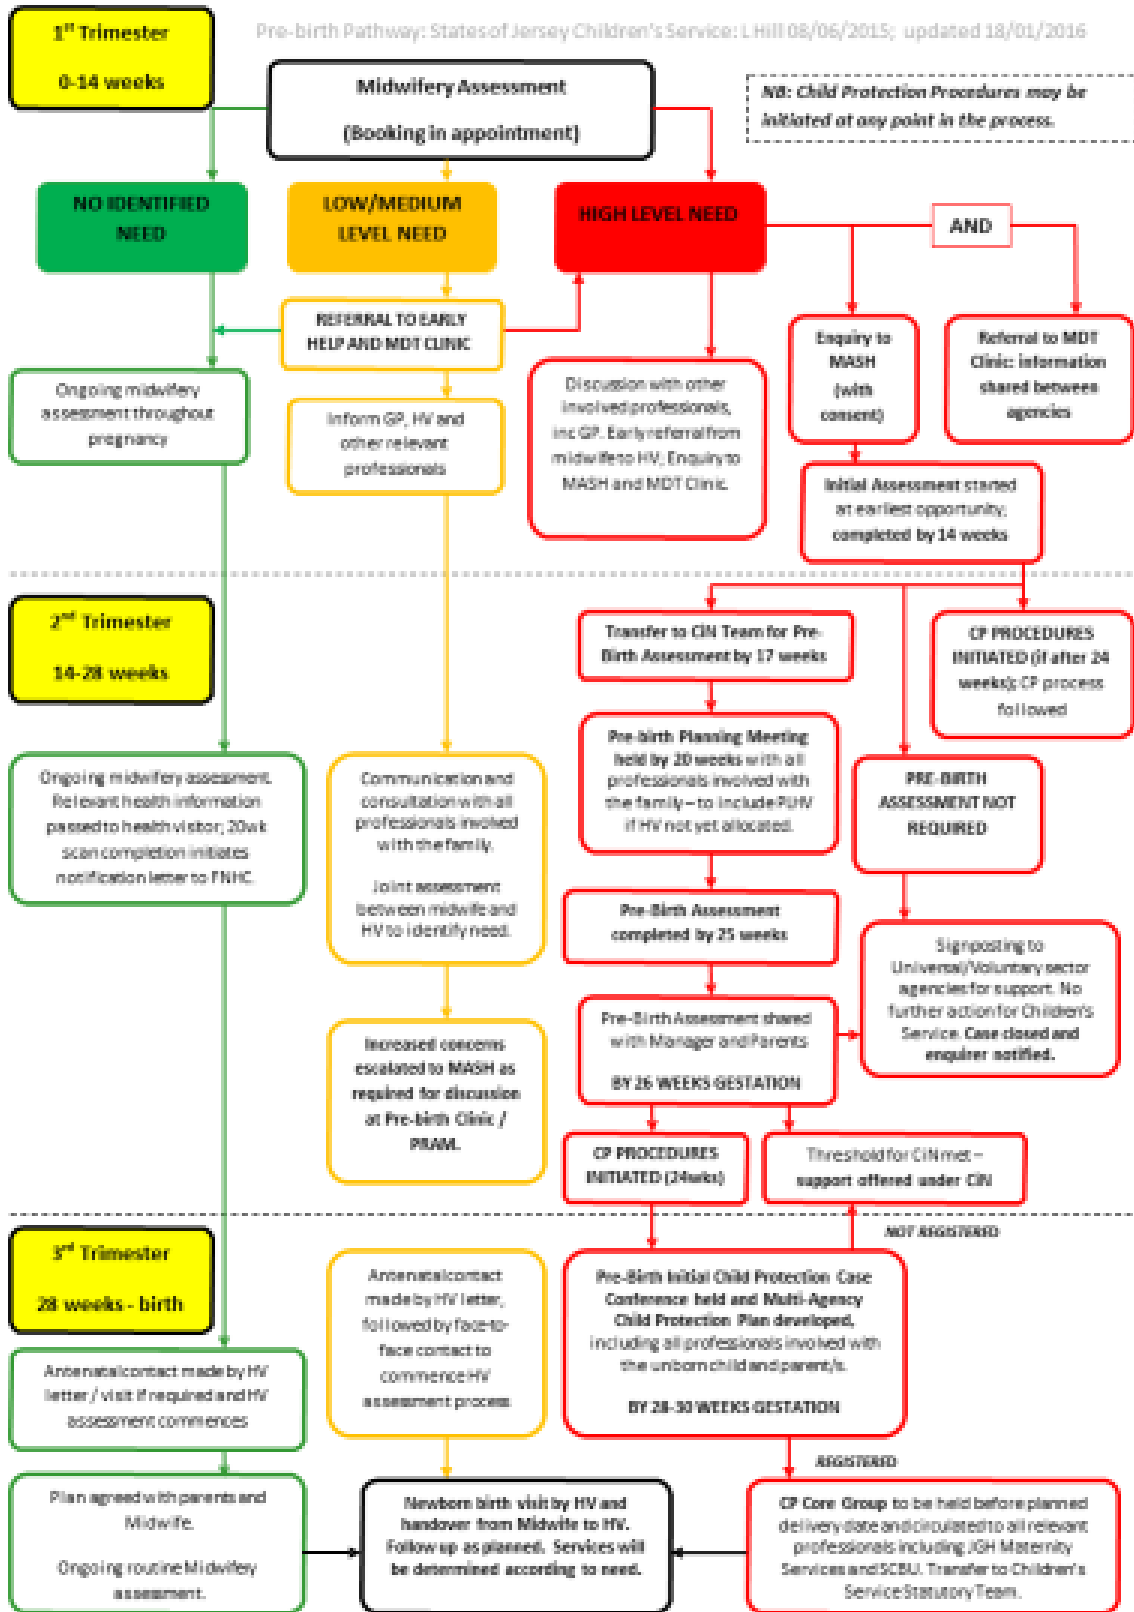 1st Trimester
0-14 weeks
Pre-birth Pathway: States of Jersey Children's Service: L Hill 08/06/2015; updated 18/01/2016
Midwifery Assessment
(Booking in appointment)
NB: Child Protection Procedures may be
initiated at any point in the process.
NO IDENTIFIED
NEED
LOW/MEDIUM
LEVEL NEED
HIGH LEVEL NEED
AND
REFERRAL TO EARLY
HELP AND MDT CLINIC
Enquiry to
MASH
(with
consent)
Referral to MDT
Clinic: information
shared between
agencies
Ongoing midwifery
assessment throughout
pregnancy
Inform GP, HV and
other relevant
professionals
Discussion with other
involved professionals,
inc GP. Early referral from
midwife to HV; Enquiry to
MASH and MDT Clinic.
Initial Assessment started
at earliest opportunity;
completed by 14 weeks
2nd Trimester
14-28 weeks
Transfer to CiN Team for Pre-
Birth Assessment by 17 weeks
CP PROCEDURES
INITIATED (if after 24
weeks); CP process
followed
Pre-birth Planning Meeting
held by 20 weeks with all
professionals involved with
the family – to include PLHV
if HV not yet allocated.
PRE-BIRTH
ASSESSMENT NOT
REQUIRED
Ongoing midwifery assessment.
Relevant health information
passed to health visitor; 20wk
scan completion initiates
notification letter to FNHC.
Communication and
consultation with all
professionals involved
with the family.
Joint assessment
between midwife and
HV to identify need.
Pre-Birth Assessment
completed by 25 weeks
Signposting to
Universal/Voluntary sector
agencies for support. No
further action for Children's
Service. Case closed and
enquirer notified.
Pre-Birth Assessment shared
with Manager and Parents
BY 26 WEEKS GESTATION
Increased concerns
escalated to MASH as
required for discussion
at Pre-birth Clinic /
PRAM.
CP PROCEDURES
INITIATED (24wks)
Threshold for CiN met –
support offered under CiN
3rd Trimester
28 weeks - birth
NOT REGISTERED
Antenatal contact
made by HV letter,
followed by face-to-
face contact to
commence HV
assessment process
Pre-Birth Initial Child Protection Case
Conference held and Multi-Agency
Child Protection Plan developed,
including all professionals involved with
the unborn child and parent/s.
BY 28-30 WEEKS GESTATION
Antenatal contact made by HV
letter / visit if required and HV
assessment commences
REGISTERED
Plan agreed with parents and
Midwife.
Ongoing routine Midwifery
assessment.
Newborn birth visit by HV and
handover from Midwife to HV.
Follow up as planned. Services will
be determined according to need.
CP Core Group to be held before planned
delivery date and circulated to all relevant
professionals including JGH Maternity
Services and SCBU. Transfer to Children's
Service Statutory Team.